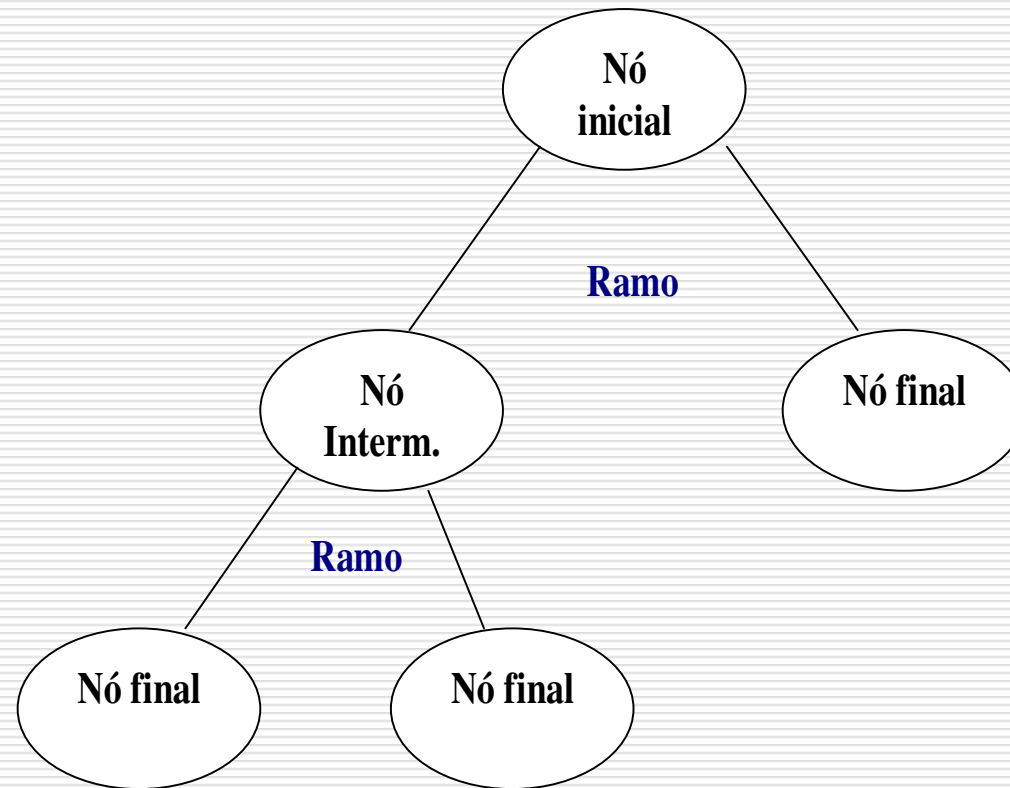 Nó
inicial
Ramo
Nó
Interm.
Nó final
Ramo
Nó final
Nó final